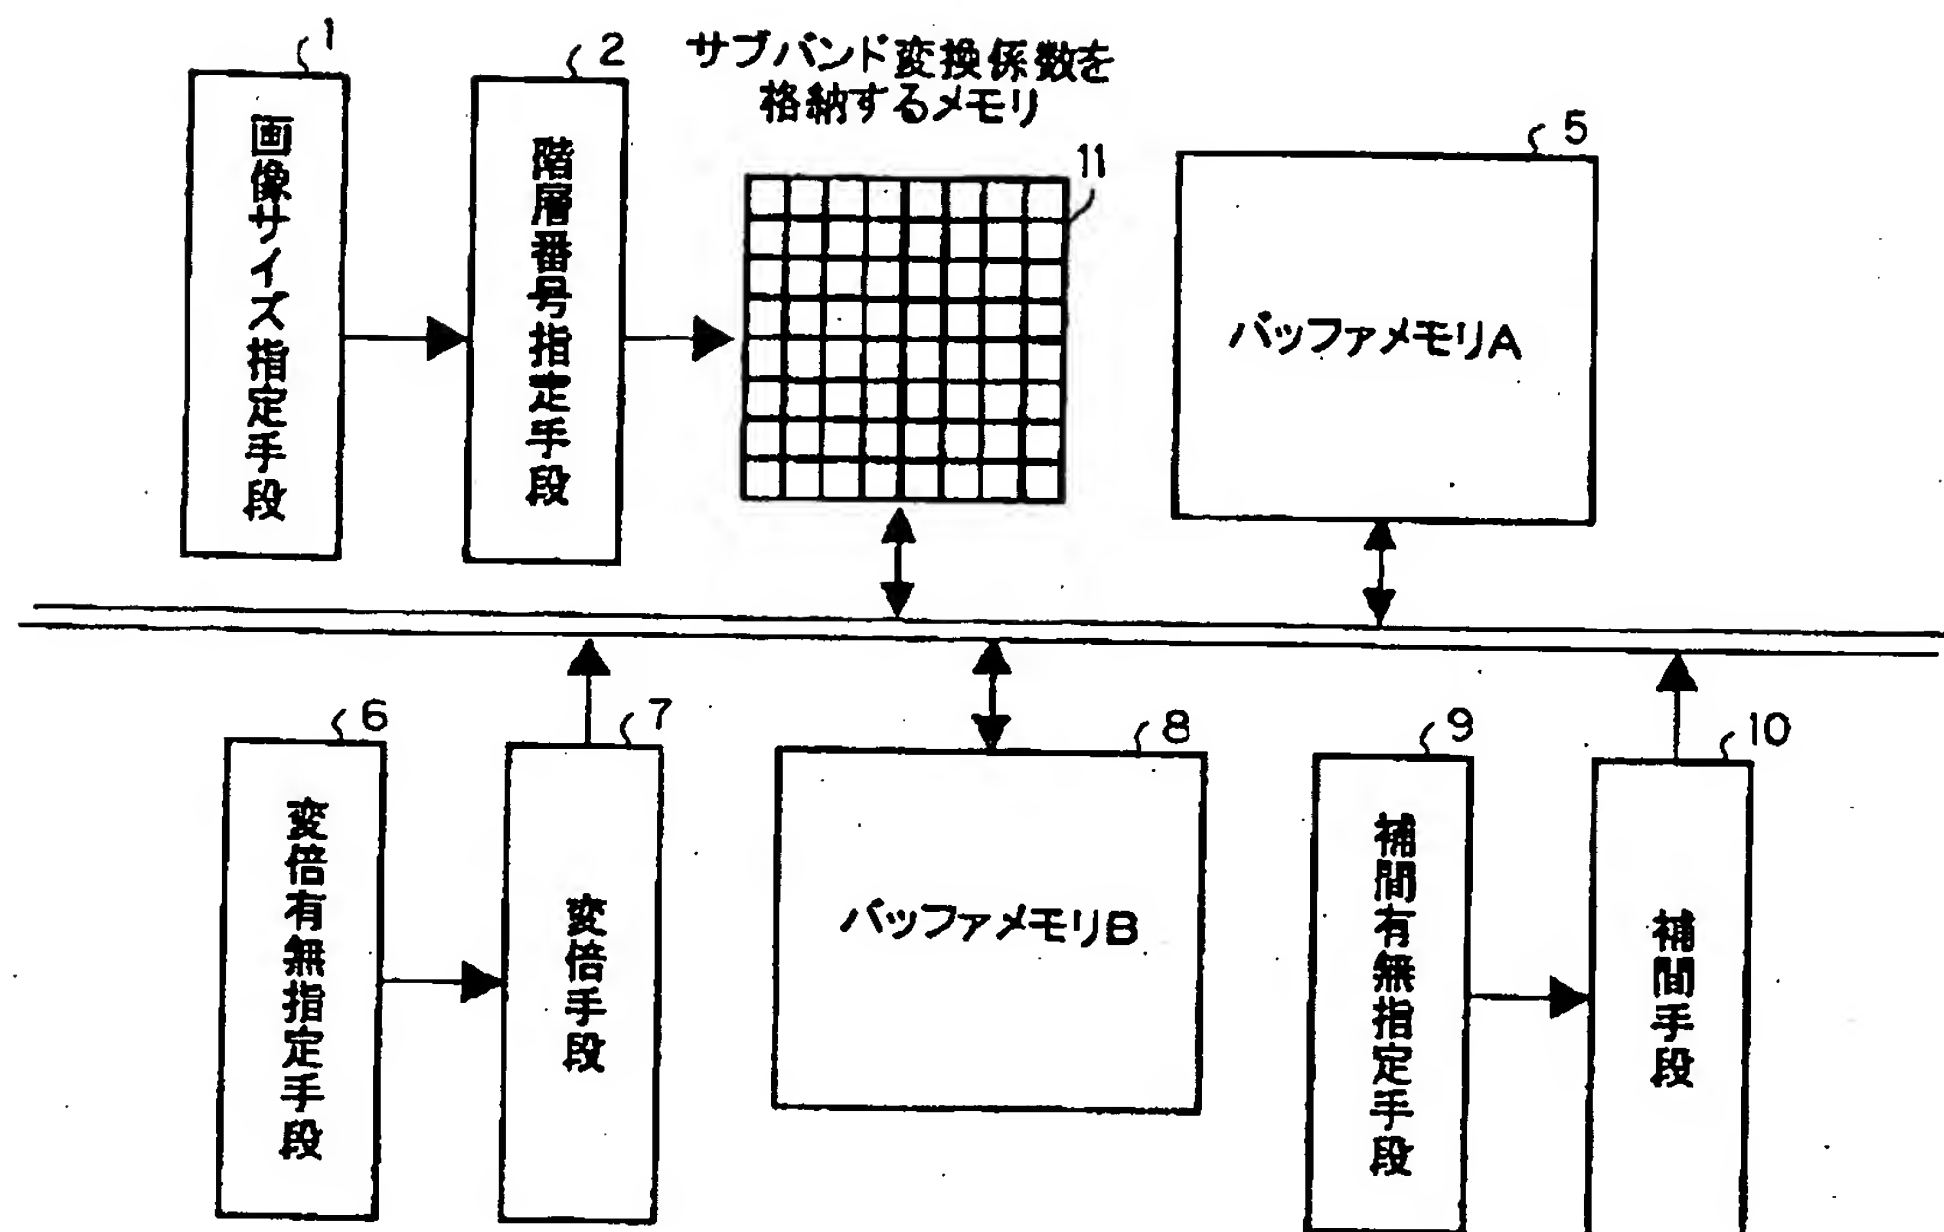 1
画像サイズ指定手段
2
階層番号指定手段
サブバンド変換係数を
格納するメモリ
11
5
バッファメモリA
6
変倍有無指定手段
7
変倍手段
8
バッファメモリB
9
補間有無指定手段
10
補間手段